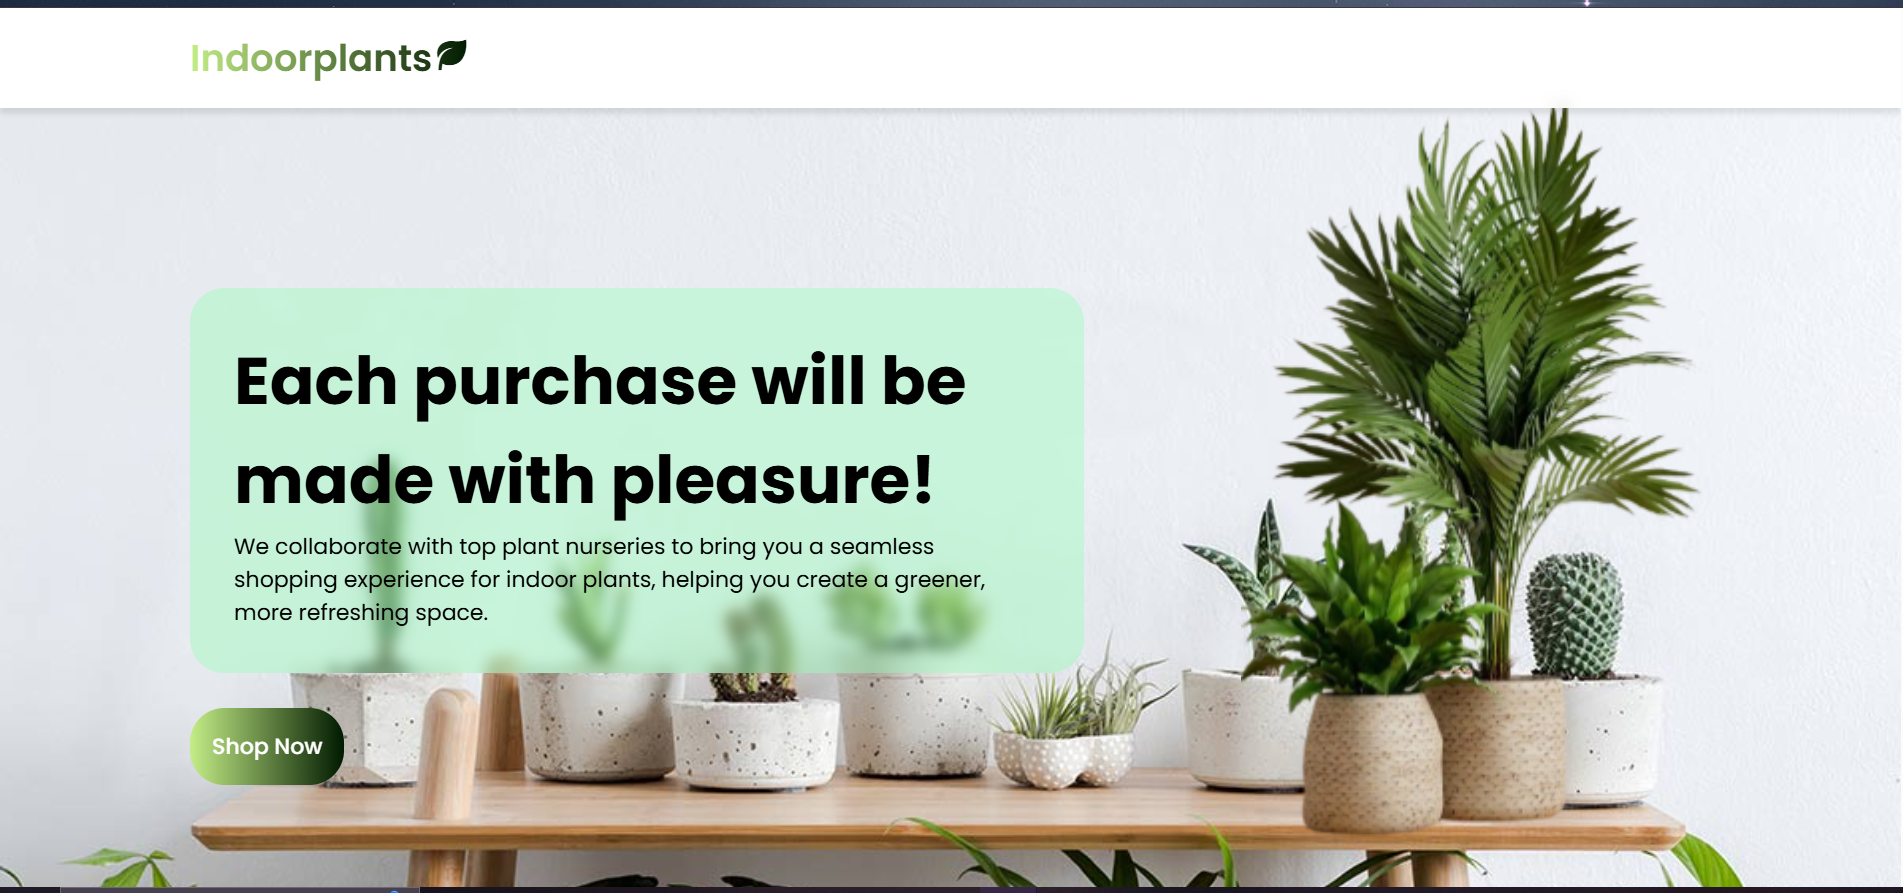 Indoorplants
Each purchase will be
made with pleasure!
We collaborate with top plant nurseries to bring you a seamless
shopping experience for indoor plants, helping you create a greener,
more refreshing space.
Shop Now